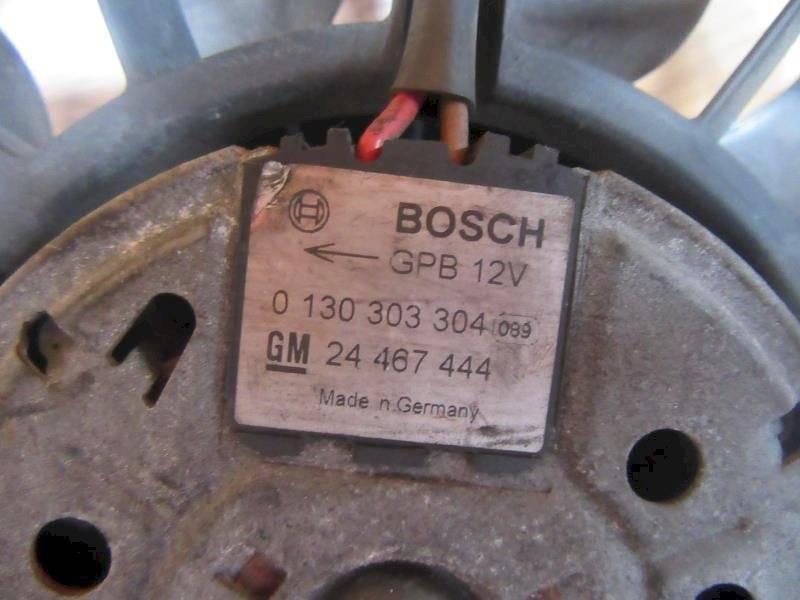 BOSCH
GPB 12V
0 130 303 304 089
GM 24 467 444
Made n Germany